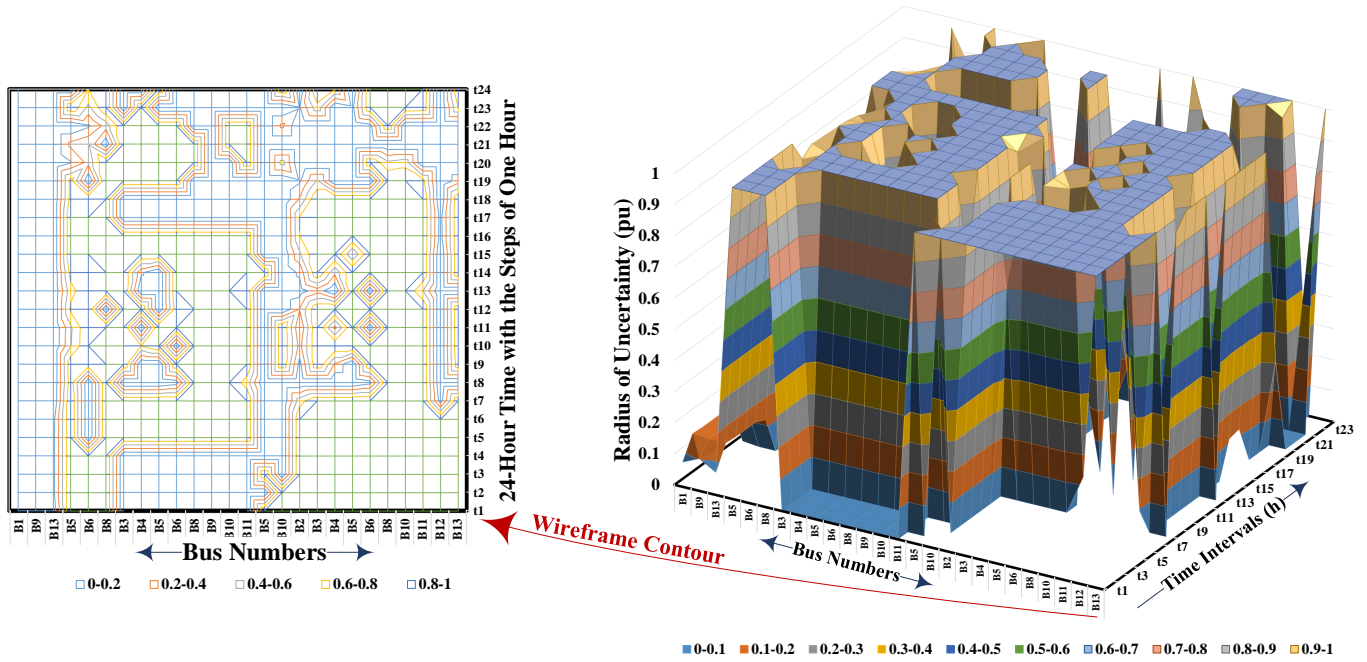 t24
t23
t22
t21
t20
t19
t18
t17
t16
t15
t14
t13
t12
t11
t10
t9
t8
t7
t6
t5
t4
t3
t2
t1
24-Hour Time with the Steps of One Hour
B1 B9 B13 B5 B6 B8 B3 B4 B5 B6 B8 B9 B10 B11 B5 B10 B2 B3 B4 B5 B6 B8 B10 B11 B12 B13
Bus Numbers
0-0.2 0.2-0.4 0.4-0.6 0.6-0.8 0.8-1
Wireframe Contour
Radius of Uncertainty (pu)
1
0.9
0.8
0.7
0.6
0.5
0.4
0.3
0.2
0.1
0
B1 B9 B13 B5 B6 B8 B3 B4 B8 B9 B10 B11 B5 B10 B2 B3 B4 B5 B6 B8 B10 B11 B12 B13
Bus Numbers
t1 t3 t5 t7 t9 t11 t13 t15 t17 t19 t21 t23
Time Intervals (h)
0-0.1 0.1-0.2 0.2-0.3 0.3-0.4 0.4-0.5 0.5-0.6 0.6-0.7 0.7-0.8 0.8-0.9 0.9-1